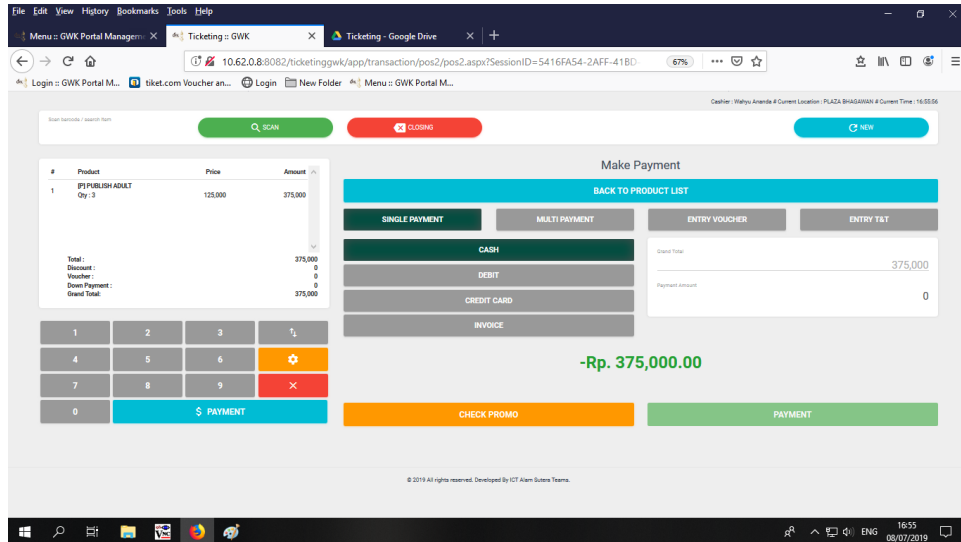 File Edit View History Bookmarks Tools Help
Menu :: GWK Portal Managem
Ticketing :: GWK
Ticketing - Google Drive
10.62.0.8:8082/ticketinggwk/app/transaction/pos2/pos2.aspx?SessionID=5416FA54-2AFF-41BD-
67%
Login :: GWK Portal M...
tiket.com Voucher an...
Login
New Folder
Menu :: GWK Portal M...
Cashier : Wahyu Ananda # Current Location : PLAZA BHAGAWAN # Current Time : 16:55:56
Scan barcode / search item
SCAN
CLOSING
NEW
# Product Price Amount
1 [P] PUBLISH ADULT
Qty : 3 125,000 375,000
Total : 375,000
Discount : 0
Voucher : 0
Down Payment : 0
Grand Total: 375,000
1 2 3
4 5 6
7 8 9
0 $ PAYMENT
Make Payment
BACK TO PRODUCT LIST
SINGLE PAYMENT
MULTI PAYMENT
ENTRY VOUCHER
ENTRY T&T
CASH
DEBIT
CREDIT CARD
INVOICE
Grand Total
375,000
Payment Amount
0
-Rp. 375,000.00
CHECK PROMO
PAYMENT
© 2019 All rights reserved. Developed By ICT Alam Sutera Teams.
ENG
16:55
08/07/2019